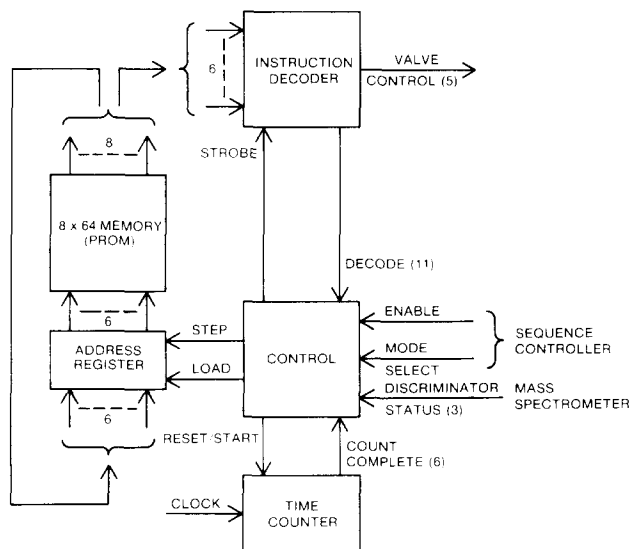 6
INSTRUCTION
DECODER
VALVE
CONTROL (5)
8
STROBE
8 x 64 MEMORY
(PROM)
DECODE (11)
6
ENABLE
STEP
ADDRESS
REGISTER
CONTROL
SEQUENCE
CONTROLLER
LOAD
MODE
SELECT
DISCRIMINATOR
MASS
SPECTROMETER
STATUS (3)
6
RESET/START
COUNT
COMPLETE (6)
CLOCK
TIME
COUNTER